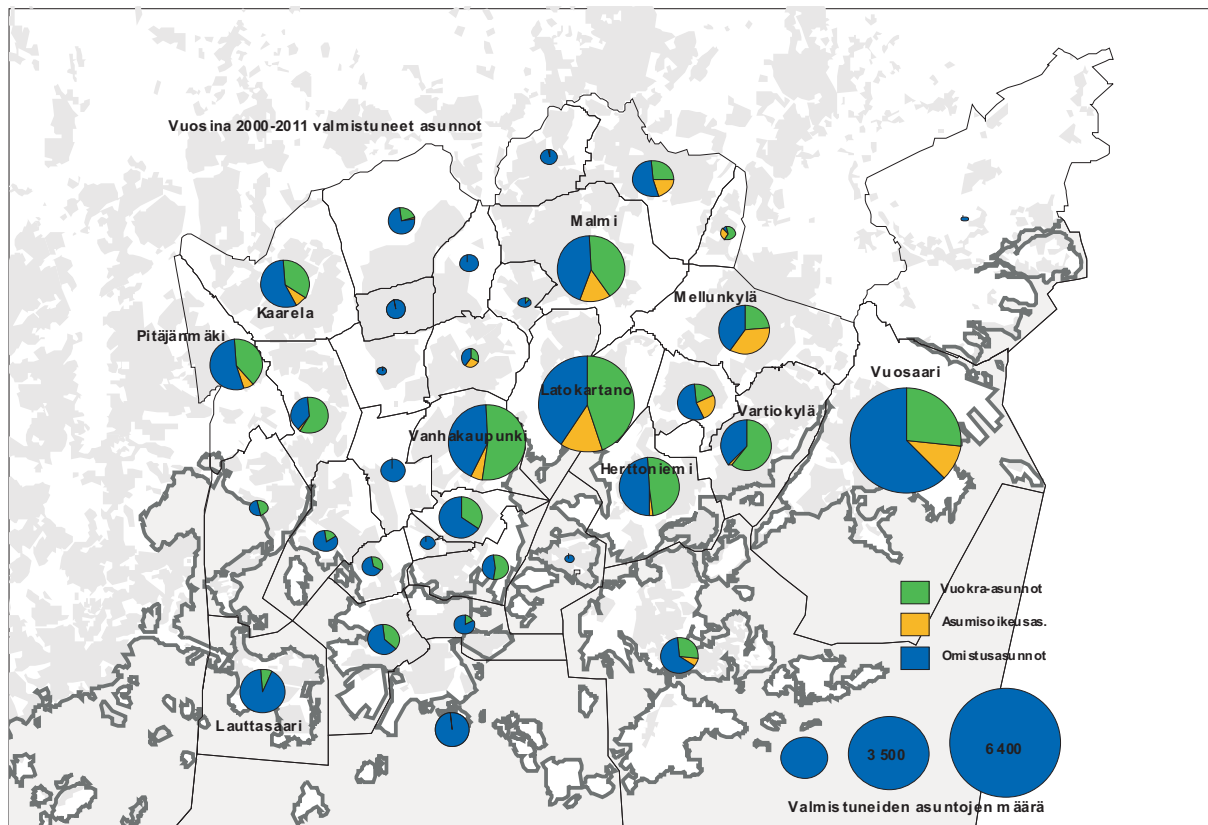 Vuosina 2000-2011 valmistuneet asunnot
Malmi
Mellunkylä
Kaarela
Pitäjänmäki
Vuosaari
Latokartano
Vartiokylä
Vanhakaupunki
Herttoniemi
Vuokra-asunnot
Asumisoikeusas.
Omistusasunnot
Lauttasaari
3 500
6 400
Valmistuneiden asuntojen määrä